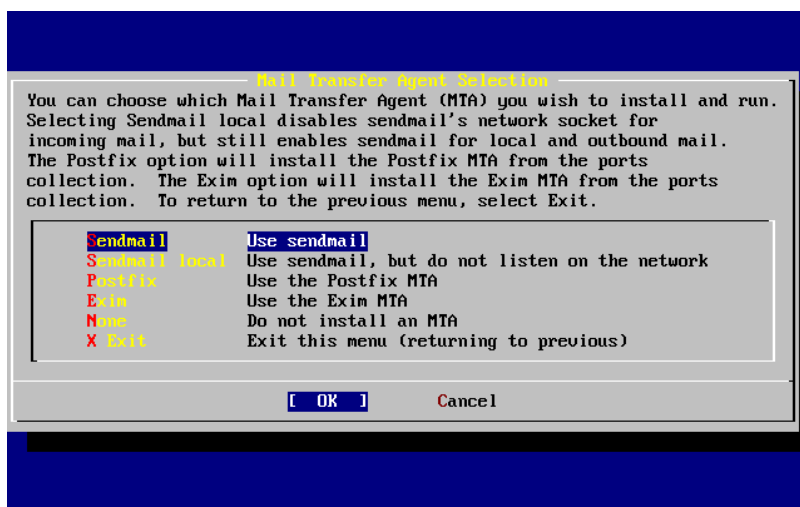 Mail Transfer Agent Selection
You can choose which Mail Transfer Agent (MTA) you wish to install and run.
Selecting Sendmail local disables sendmail's network socket for
incoming mail, but still enables sendmail for local and outbound mail.
The Postfix option will install the Postfix MTA from the ports
collection.  The Exim option will install the Exim MTA from the ports
collection.  To return to the previous menu, select Exit.
Sendmail Use sendmail
Sendmail local Use sendmail, but do not listen on the network
Postfix Use the Postfix MTA
Exim Use the Exim MTA
None Do not install an MTA
X Exit Exit this menu (returning to previous)
[ OK ] Cancel